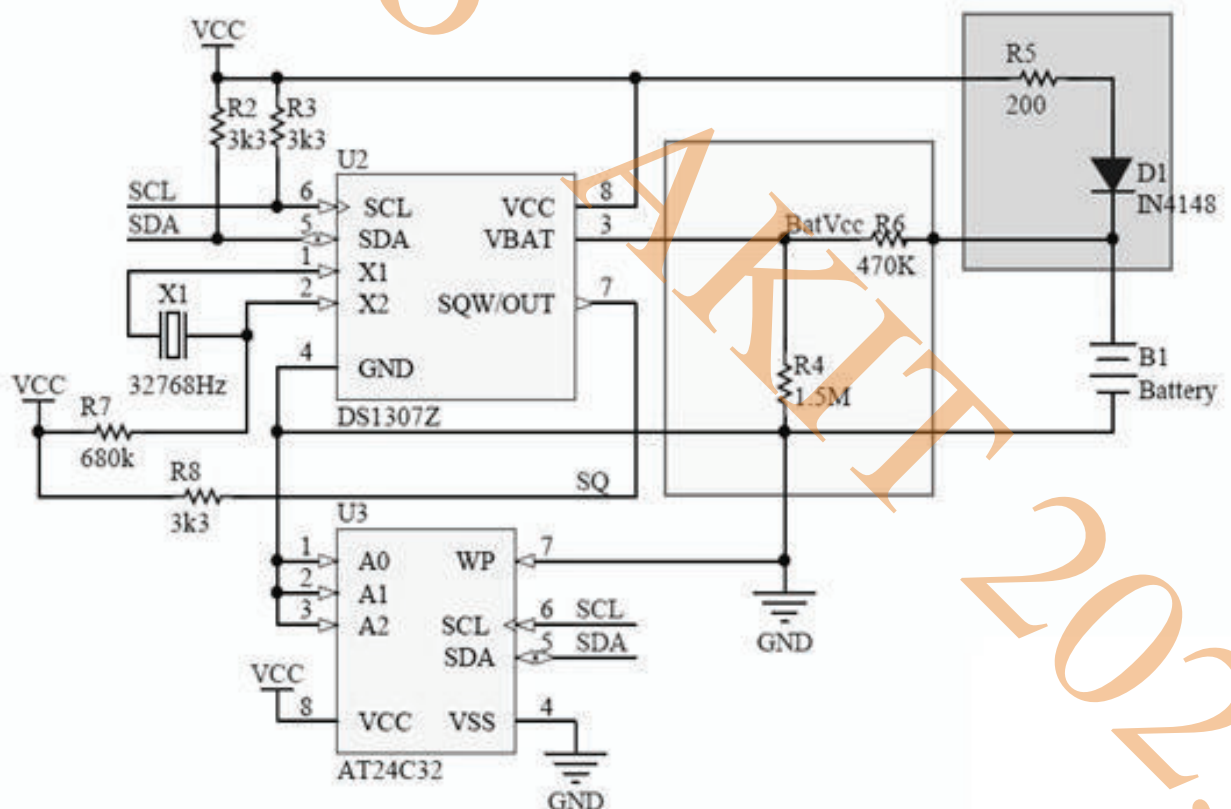 VCC
R5
200
R2
3k3
R3
3k3
U2
D1
IN4148
SCL
6
SCL
VCC
8
SDA
5
SDA
VBAT
3
BatVcc
R6
470K
1
X1
X1
2
X2
SQW/OUT
7
32768Hz
4
GND
R4
1.5M
B1
Battery
DS1307Z
VCC
R7
680k
R8
3k3
SQ
U3
1
A0
WP
7
2
A1
3
A2
SCL
6
SCL
SDA
5
SDA
GND
VCC
8
VCC
VSS
4
AT24C32
GND
AKIT 202